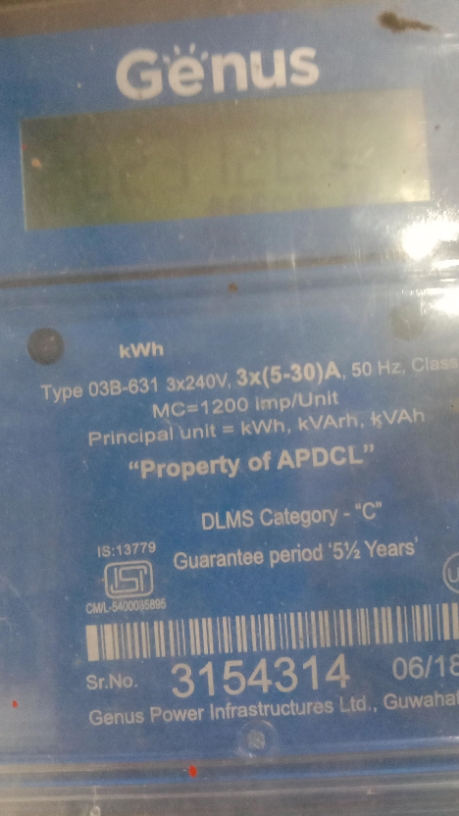 Genus
kWh
Type 03B-631 3x240V, 3x(5-30)A, 50 Hz, Class
MC=1200 imp/Unit
Principal unit = kWh, kVArh, kVAh
“Property of APDCL”
DLMS Category - “C”
IS:13779
Guarantee period ‘5½ Years’
ISI
CM/L-5400035895
Sr.No. 3154314 06/18
Genus Power Infrastructures Ltd., Guwahat